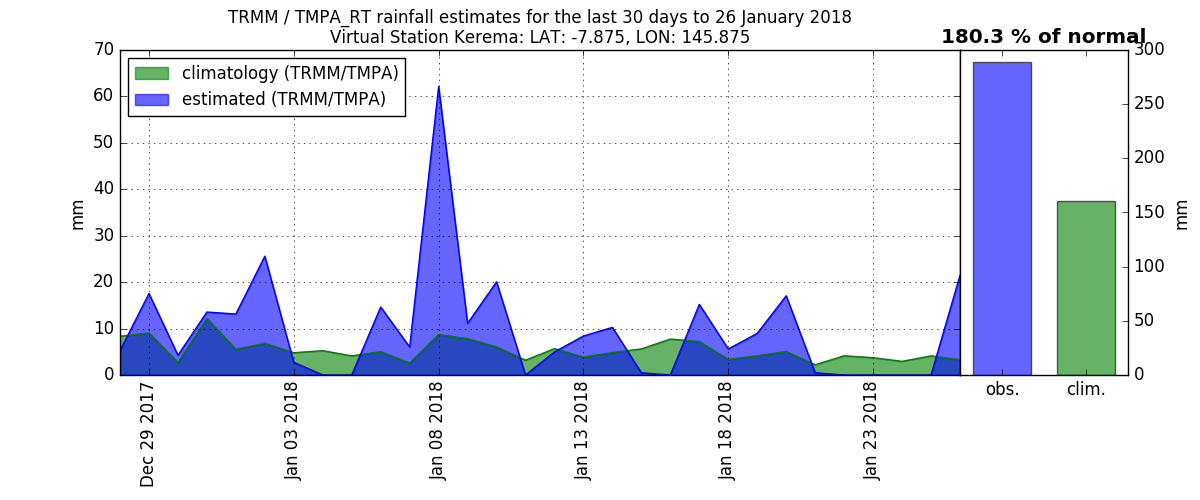 TRMM / TMPA_RT rainfall estimates for the last 30 days to 26 January 2018
Virtual Station Kerema: LAT: -7.875, LON: 145.875
180.3 % of normal
climatology (TRMM/TMPA)
estimated (TRMM/TMPA)
mm
70
60
50
40
30
20
10
0
Dec 29 2017
Jan 03 2018
Jan 08 2018
Jan 13 2018
Jan 18 2018
Jan 23 2018
obs.
clim.
300
250
200
150
100
50
0
mm